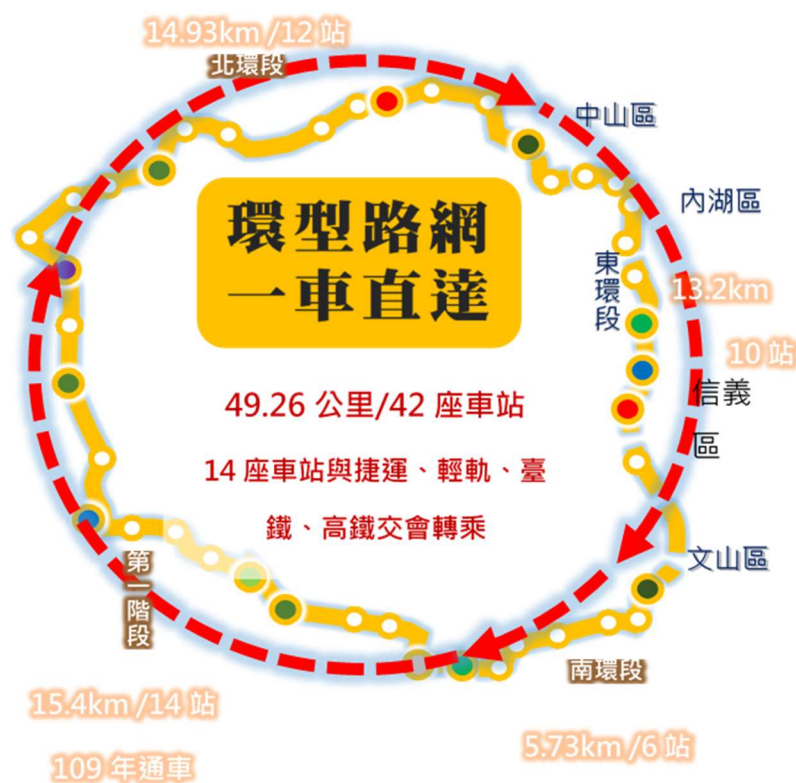 14.93km /12 站
北環段
中山區
內湖區
環型路網
一車直達
東環段
13.2km
10 站
信義
區
49.26 公里/42 座車站
14 座車站與捷運、輕軌、臺
鐵、高鐵交會轉乘
第一階段
文山區
南環段
15.4km /14 站
5.73km /6 站
109 年通車